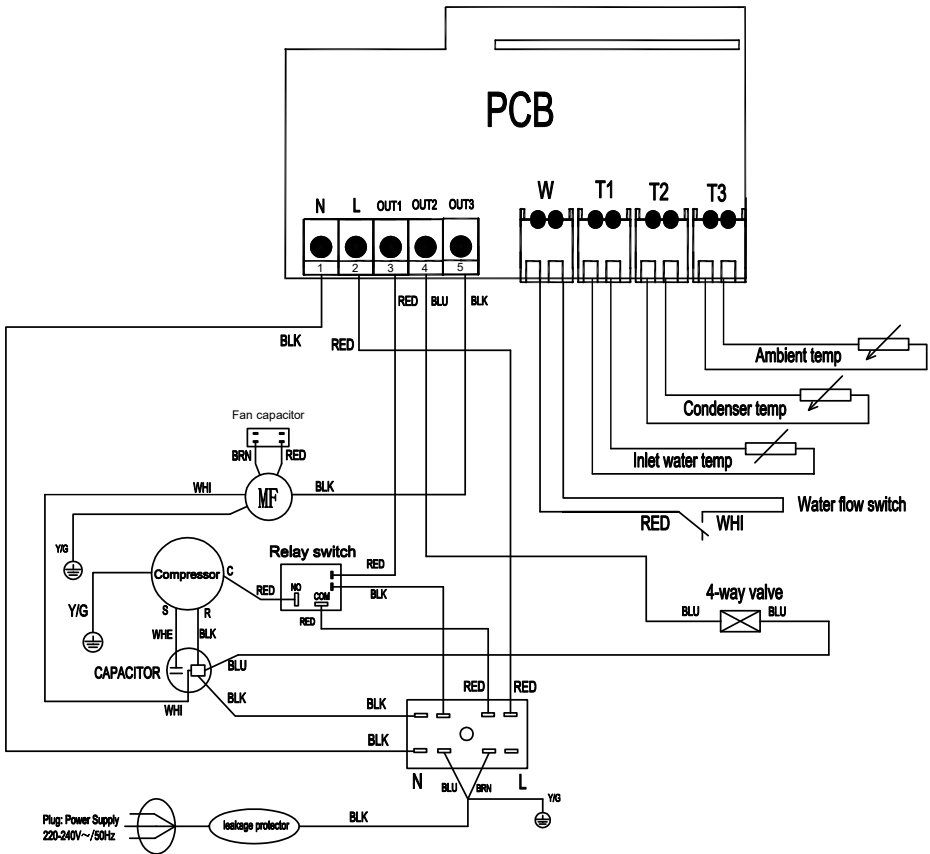 PCB
W T1 T2 T3
N L OUT1 OUT2 OUT3
1 2 3 4 5
RED BLU BLK
BLK
RED
Ambient temp
Condenser temp
Fan capacitor
BRN RED
Inlet water temp
WHI MF BLK
Water flow switch
RED WHI
Y/G
Relay switch
Compressor C
RED
NO
RED
BLK
COM
RED
4-way valve
BLU BLU
Y/G
S R
WHE BLK
BLU
CAPACITOR
WHI
BLK
BLK
RED RED
BLK
N L
BLU BRN
Y/G
Plug: Power Supply
220-240V~/50Hz
leakage protector
BLK